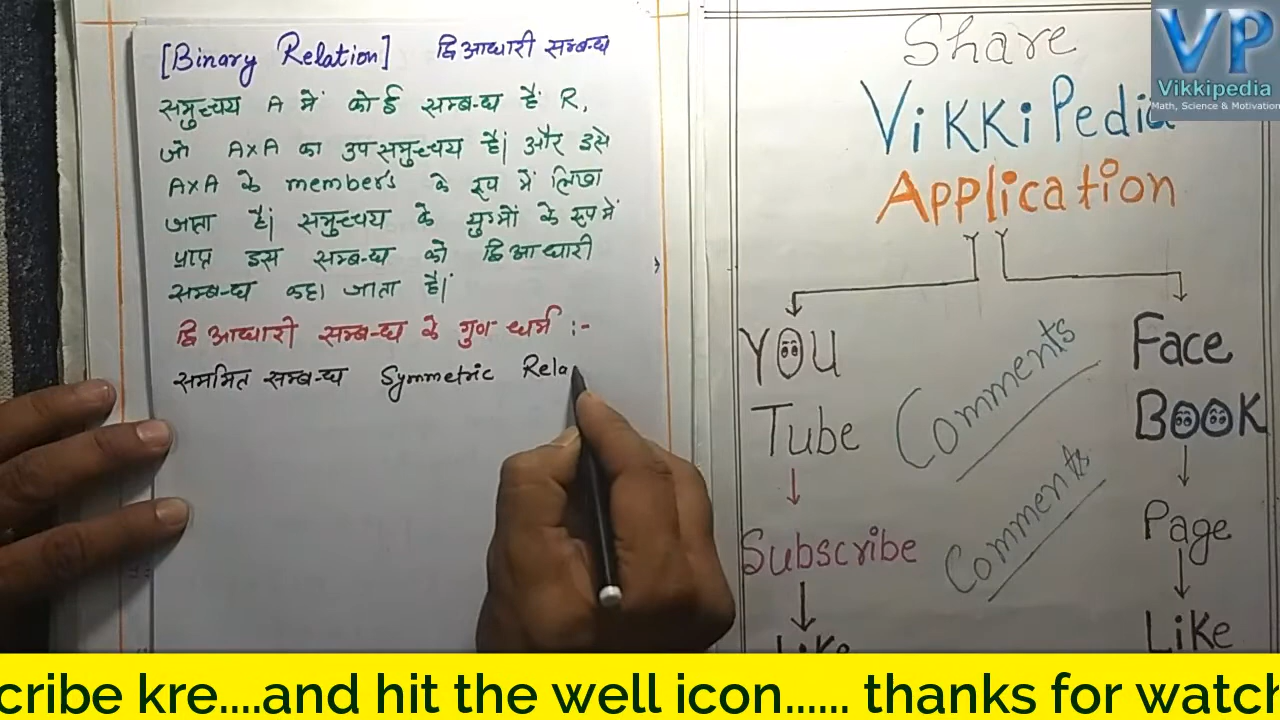 [Binary Relation] द्विआधारी सम्बन्ध
समुच्चय A में कोई सम्बन्ध हैं R,
जो A×A का उपसमुच्चय है। और इसे
A×A के member's के रूप में लिखा
जाता है। समुच्चय के युग्मों के रूप में
प्राप्त इस सम्बन्ध को द्विआधारी
सम्बन्ध कहा जाता है।
द्विआधारी सम्बन्ध के गुण धर्म :-
सममित सम्बन्ध Symmetric Rela
Share
ViKKiPedia
Application
YOU
Tube
Subscribe
Like
Comments
Comments
Face
BOOK
Page
Like
VP
Vikkipedia
Math, Science & Motivation
cribe kre....and hit the well icon...... thanks for watch